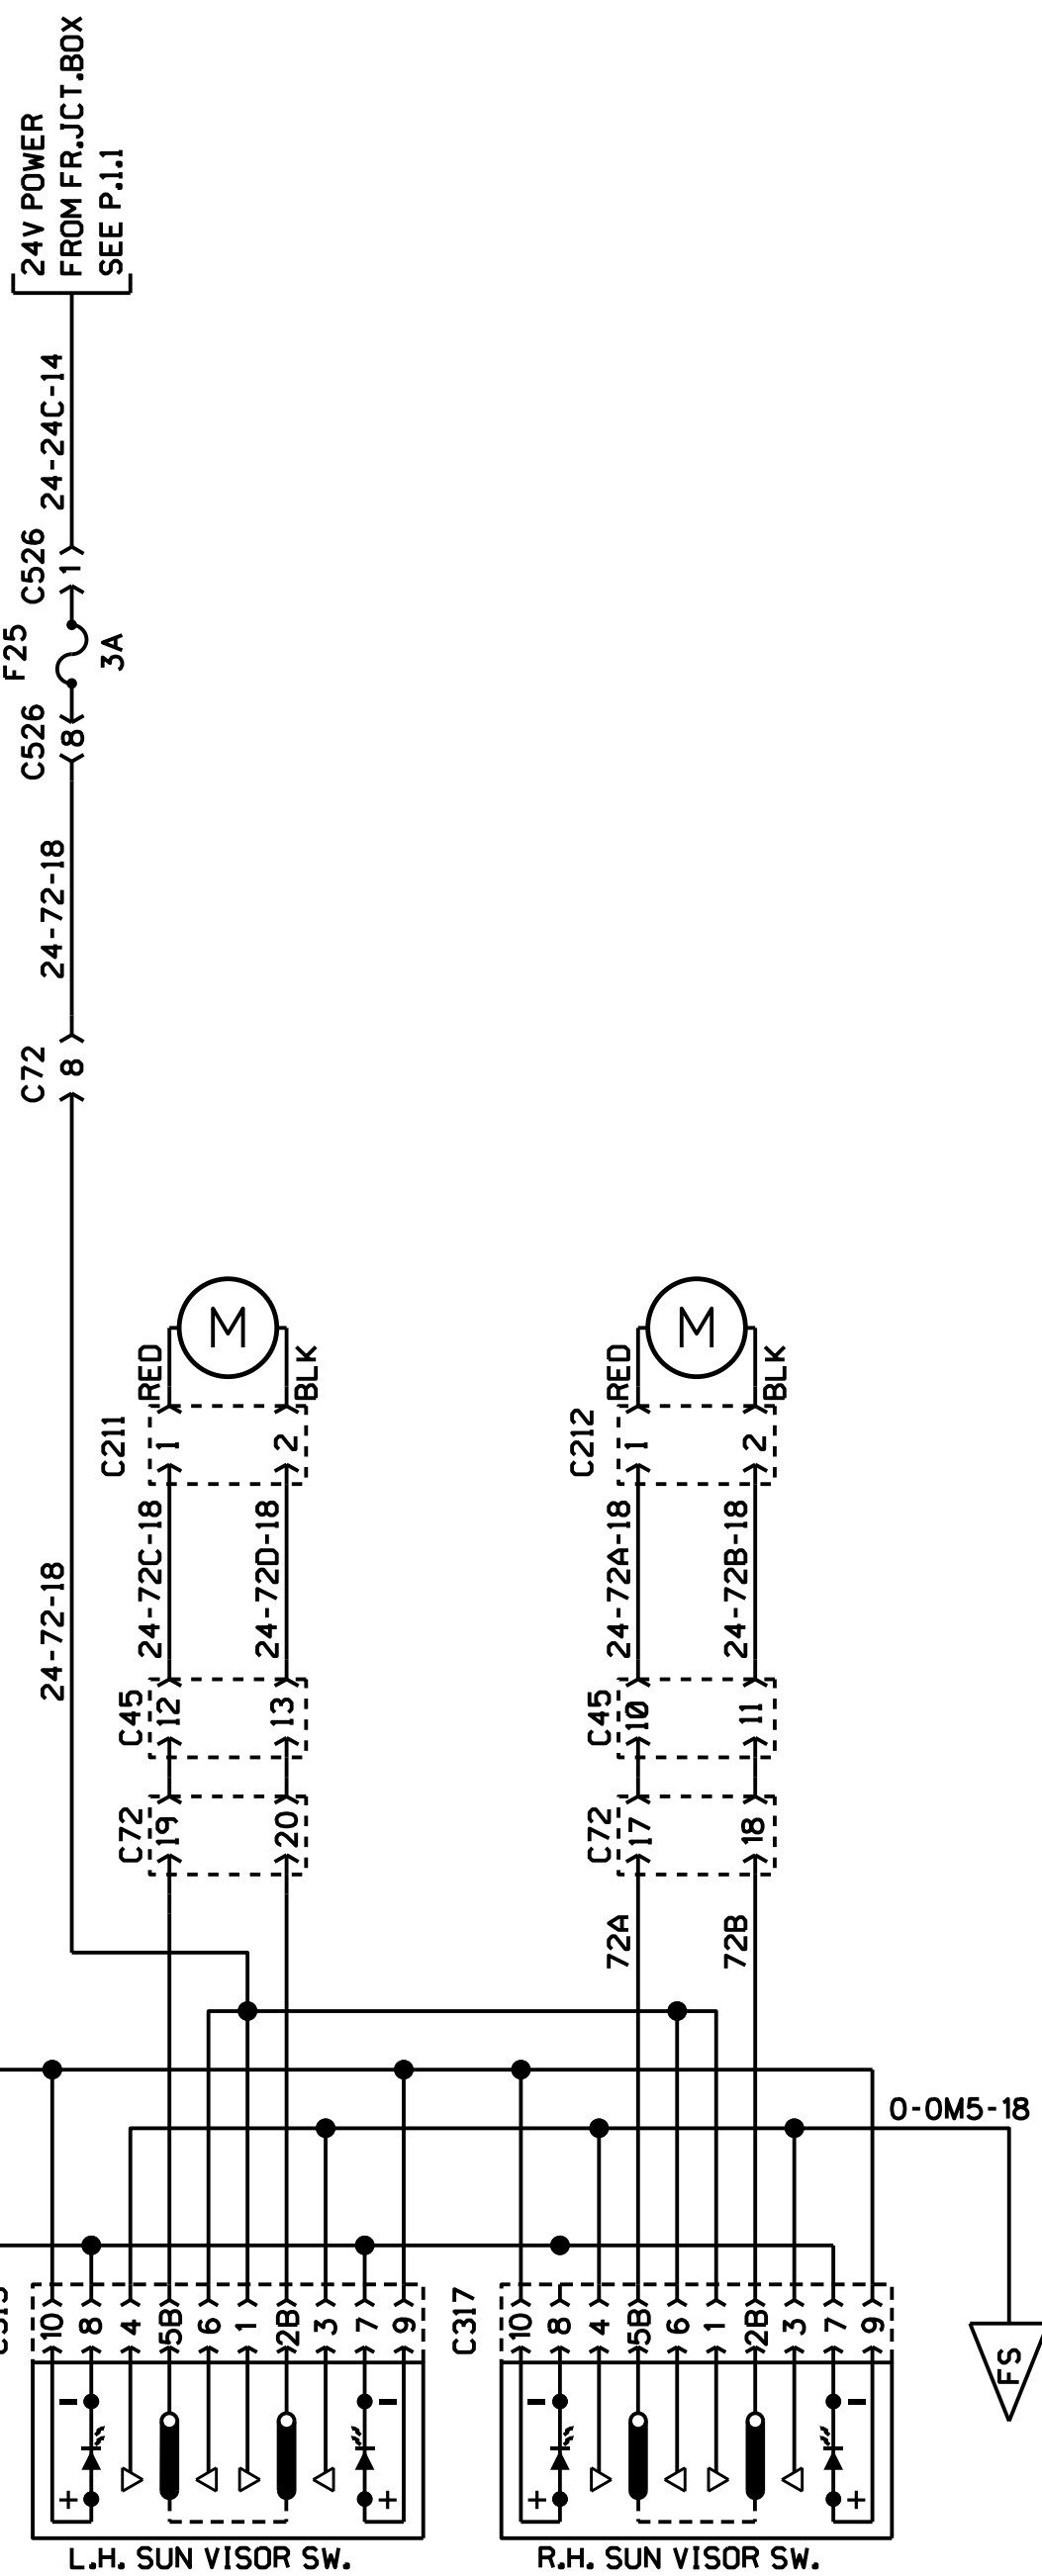 24V POWER
FROM FR.JCT.BOX
SEE P.1.1
24-24C-14
C526
1
F25
3A
C526
8
24-72-18
C72
8
24-72-18
M
M
RED
BLK
RED
BLK
C211
1
2
C212
1
2
24-72C-18
24-72D-18
24-72A-18
24-72B-18
C45
12
13
C45
10
11
C72
19
20
C72
17
18
72A
72B
0-0M5-18
10
8
4
5B
6
1
2B
3
7
9
C317
10
8
4
5B
6
1
2B
3
7
9
FS
- -
- -
+ +
+ +
L.H. SUN VISOR SW.
R.H. SUN VISOR SW.